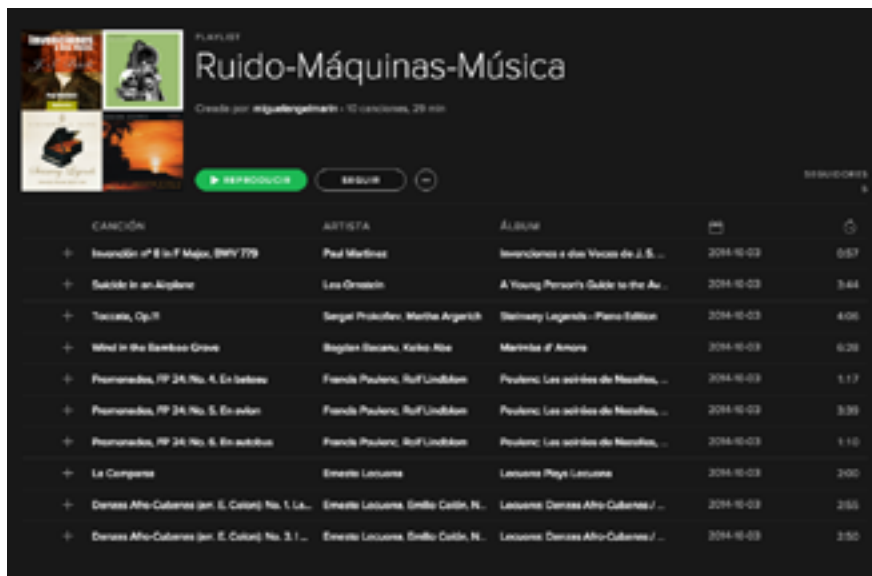 PLAYLIST
Ruido-Máquinas-Música
Creada por: miguelangelmarin • 10 canciones, 29 min
REPRODUCIR SEGUIR
SEGUIDORES
5
CANCIÓN ARTISTA ÁLBUM
Invención nº 8 in F Major, BWV 779 Paul Martinez Invenciones a dos Voces de J. S. ... 2014-10-03 0:57
Suicide in an Airplane Leo Ornstein A Young Person's Guide to the Av... 2014-10-03 3:44
Toccata, Op.11 Sergei Prokofiev, Martha Argerich Steinway Legends - Piano Edition 2014-10-03 4:06
Wind in the Bamboo Grove Bogdan Bacanu, Keiko Abe Marimba d' Amore 2014-10-03 6:28
Promenades, FP 24: No. 4. En bateau Francis Poulenc, Rolf Lindblom Poulenc: Les soirées de Nazelles, ... 2014-10-03 1:17
Promenades, FP 24: No. 5. En avion Francis Poulenc, Rolf Lindblom Poulenc: Les soirées de Nazelles, ... 2014-10-03 3:39
Promenades, FP 24: No. 6. En autobus Francis Poulenc, Rolf Lindblom Poulenc: Les soirées de Nazelles, ... 2014-10-03 1:10
La Comparsa Ernesto Lecuona Lecuona Plays Lecuona 2014-10-03 2:00
Danzas Afro-Cubanas (arr. E. Colon): No. 1. La... Ernesto Lecuona, Emilio Colón, N... Lecuona: Danzas Afro-Cubanas / ... 2014-10-03 2:55
Danzas Afro-Cubanas (arr. E. Colon): No. 3. I ... Ernesto Lecuona, Emilio Colón, N... Lecuona: Danzas Afro-Cubanas / ... 2014-10-03 2:50